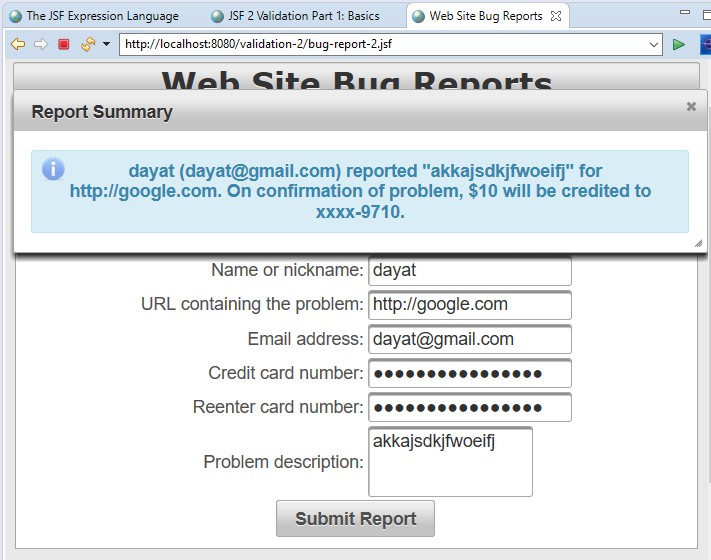 The JSF Expression Language
JSF 2 Validation Part 1: Basics
Web Site Bug Reports
http://localhost:8080/validation-2/bug-report-2.jsf
Web Site Bug Reports
Report Summary
dayat (dayat@gmail.com) reported "akkajsdkjfwoeifj" for
http://google.com. On confirmation of problem, $10 will be credited to
xxxx-9710.
Name or nickname: dayat
URL containing the problem: http://google.com
Email address: dayat@gmail.com
Credit card number: ●●●●●●●●●●●●●●●●
Reenter card number: ●●●●●●●●●●●●●●●●
Problem description: akkajsdkjfwoeifj
Submit Report